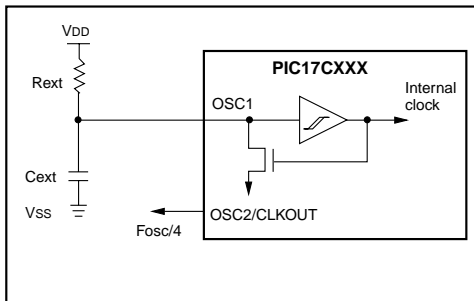 VDD
Rext
PIC17CXXX
Internal
clock
OSC1
Cext
VSS
OSC2/CLKOUT
Fosc/4